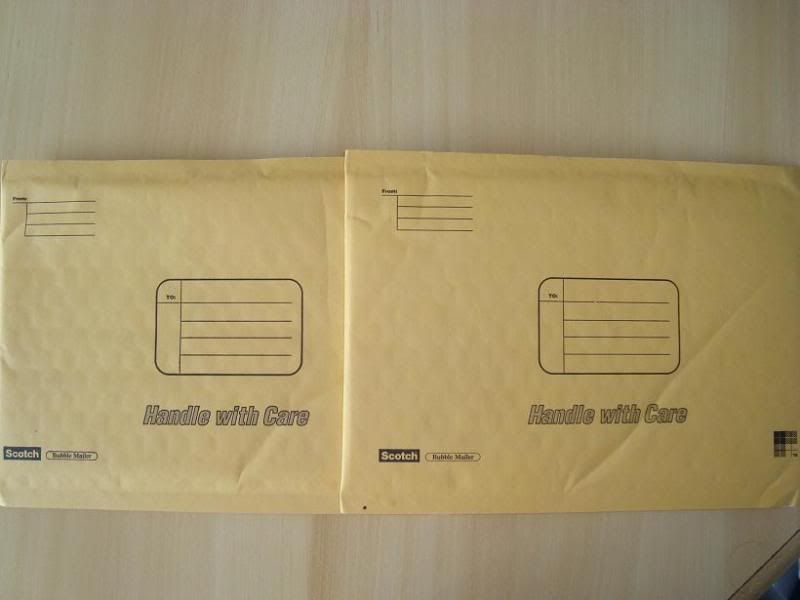 From:
TO:
Handle with Care
Scotch Bubble Mailer
From:
TO:
Handle with Care
Scotch Bubble Mailer